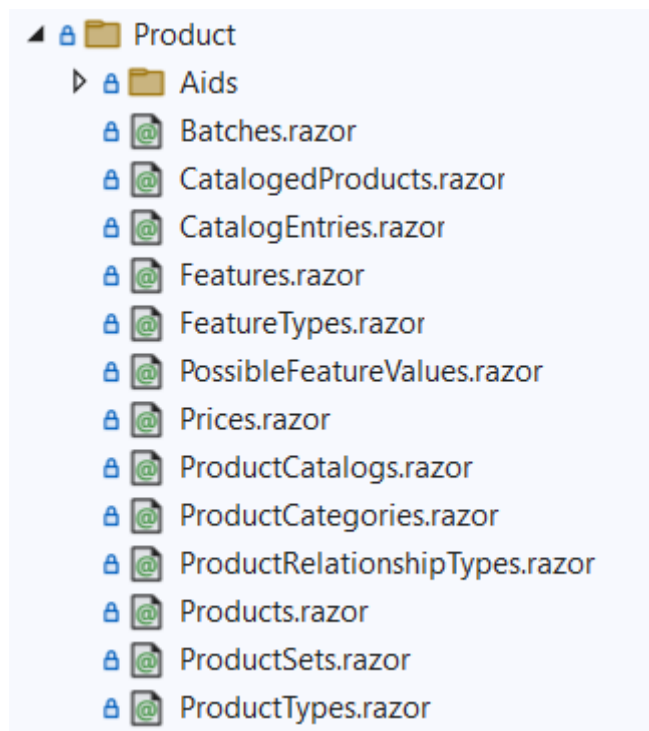 Product
Aids
Batches.razor
CatalogedProducts.razor
CatalogEntries.razor
Features.razor
FeatureTypes.razor
PossibleFeatureValues.razor
Prices.razor
ProductCatalogs.razor
ProductCategories.razor
ProductRelationshipTypes.razor
Products.razor
ProductSets.razor
ProductTypes.razor